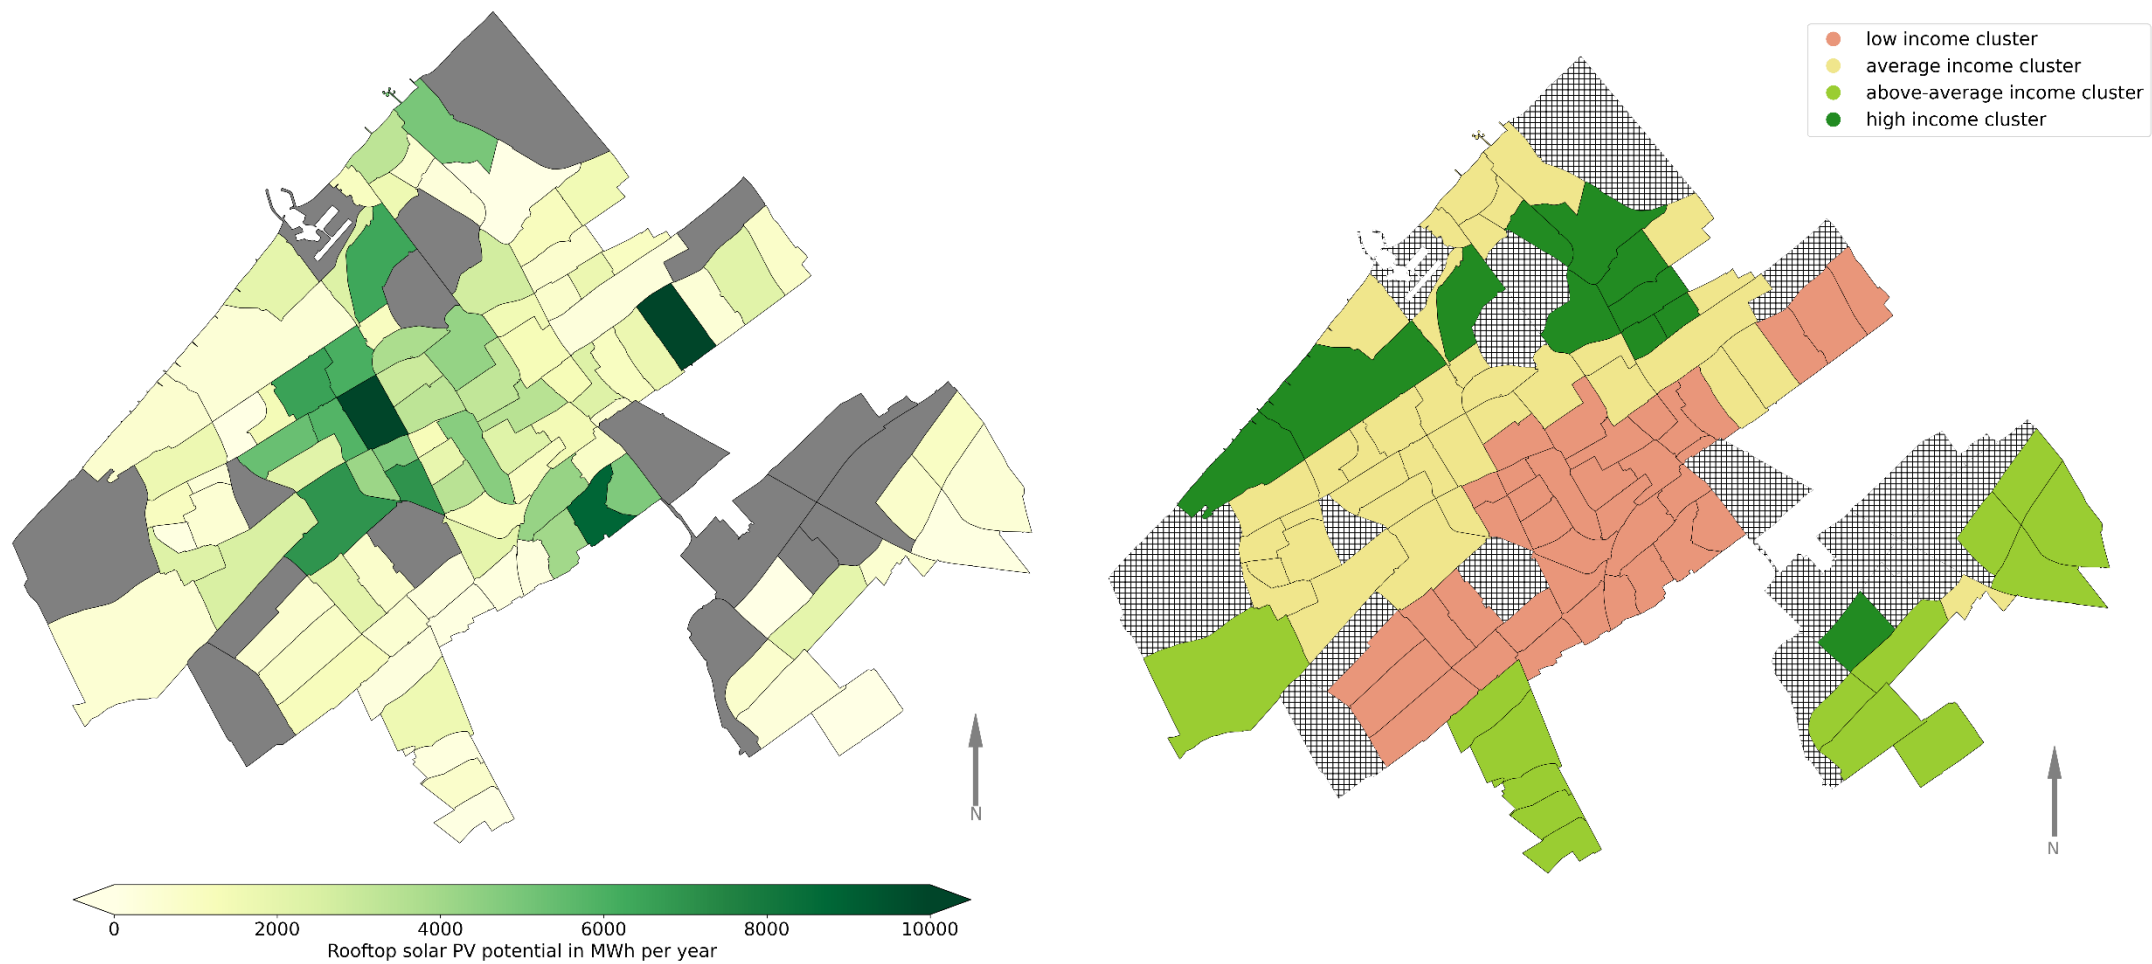 low income cluster
average income cluster
above-average income cluster
high income cluster
N
N
0 2000 4000 6000 8000 10000
Rooftop solar PV potential in MWh per year